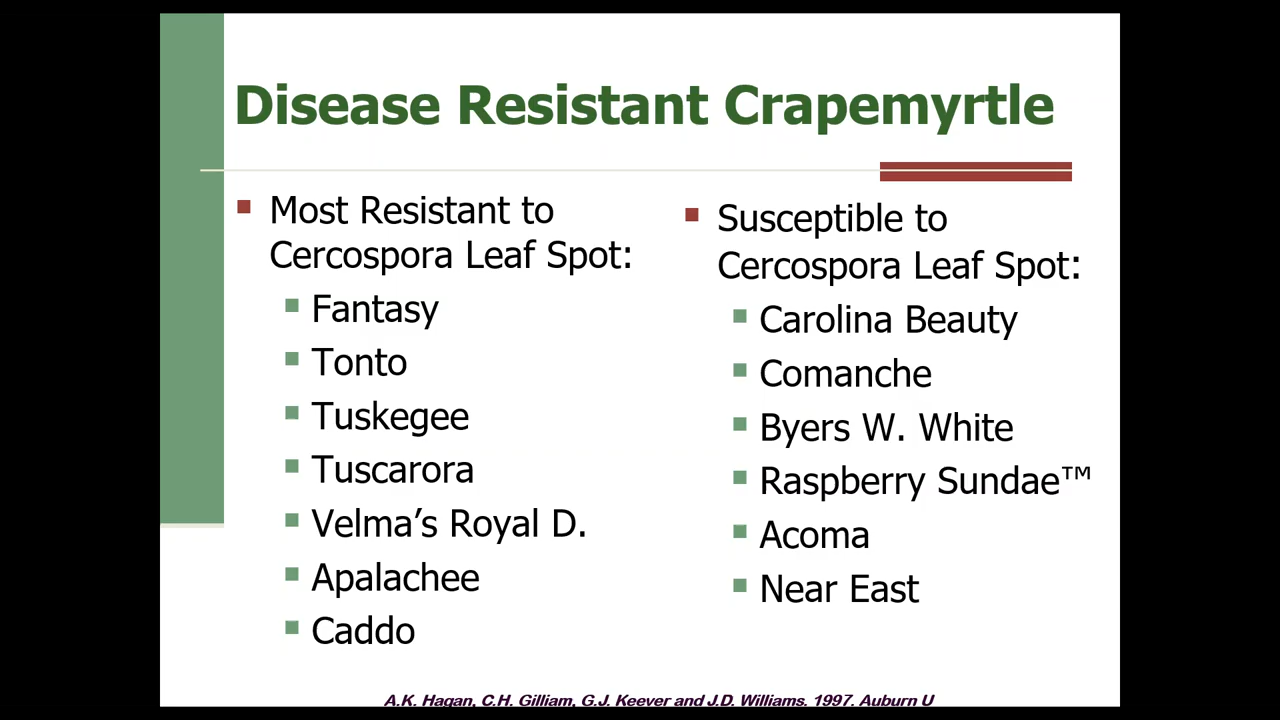 Disease Resistant Crapemyrtle
Most Resistant to
Cercospora Leaf Spot:
Fantasy
Tonto
Tuskegee
Tuscarora
Velma’s Royal D.
Apalachee
Caddo
Susceptible to
Cercospora Leaf Spot:
Carolina Beauty
Comanche
Byers W. White
Raspberry Sundae™
Acoma
Near East
A.K. Hagan, C.H. Gilliam, G.J. Keever and J.D. Williams. 1997. Auburn U